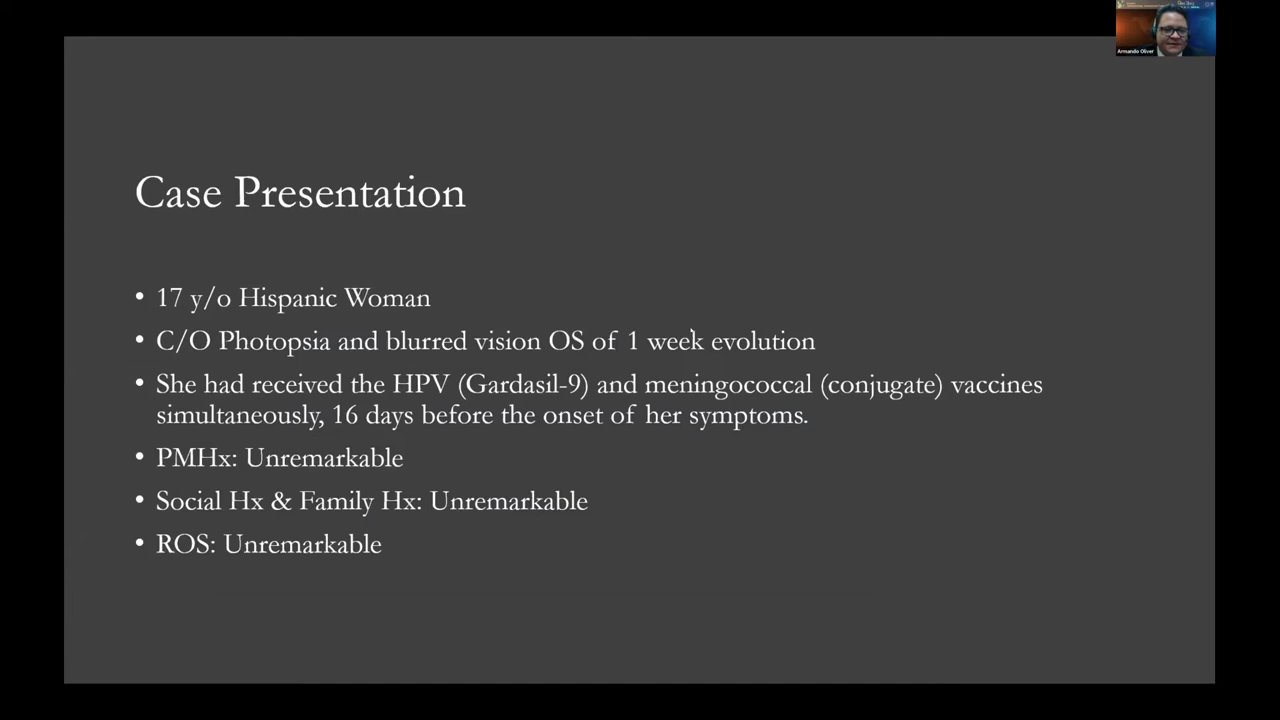 Armando Oliver
Case Presentation
• 17 y/o Hispanic Woman
• C/O Photopsia and blurred vision OS of 1 week evolution
• She had received the HPV (Gardasil-9) and meningococcal (conjugate) vaccines
simultaneously, 16 days before the onset of her symptoms.
• PMHx: Unremarkable
• Social Hx & Family Hx: Unremarkable
• ROS: Unremarkable